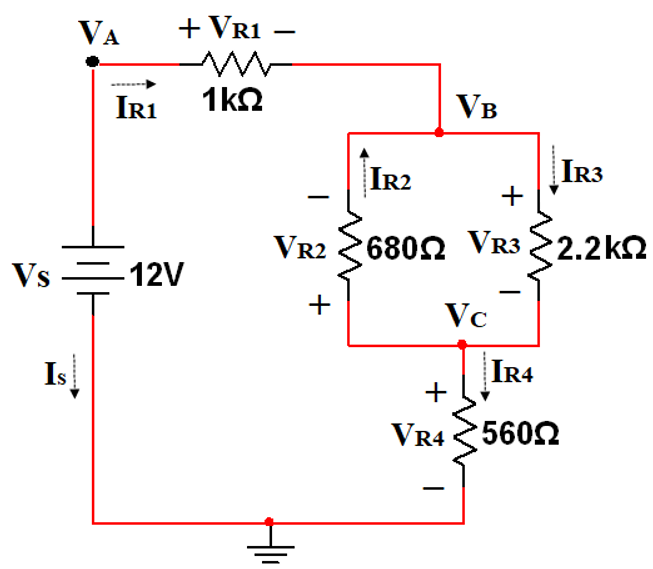 VA
+ VR1 −
IR1
1kΩ
VB
IR2
IR3
−
+
VR2
680Ω
VR3
2.2kΩ
Vs
12V
+
−
VC
Is
IR4
+
VR4
560Ω
−